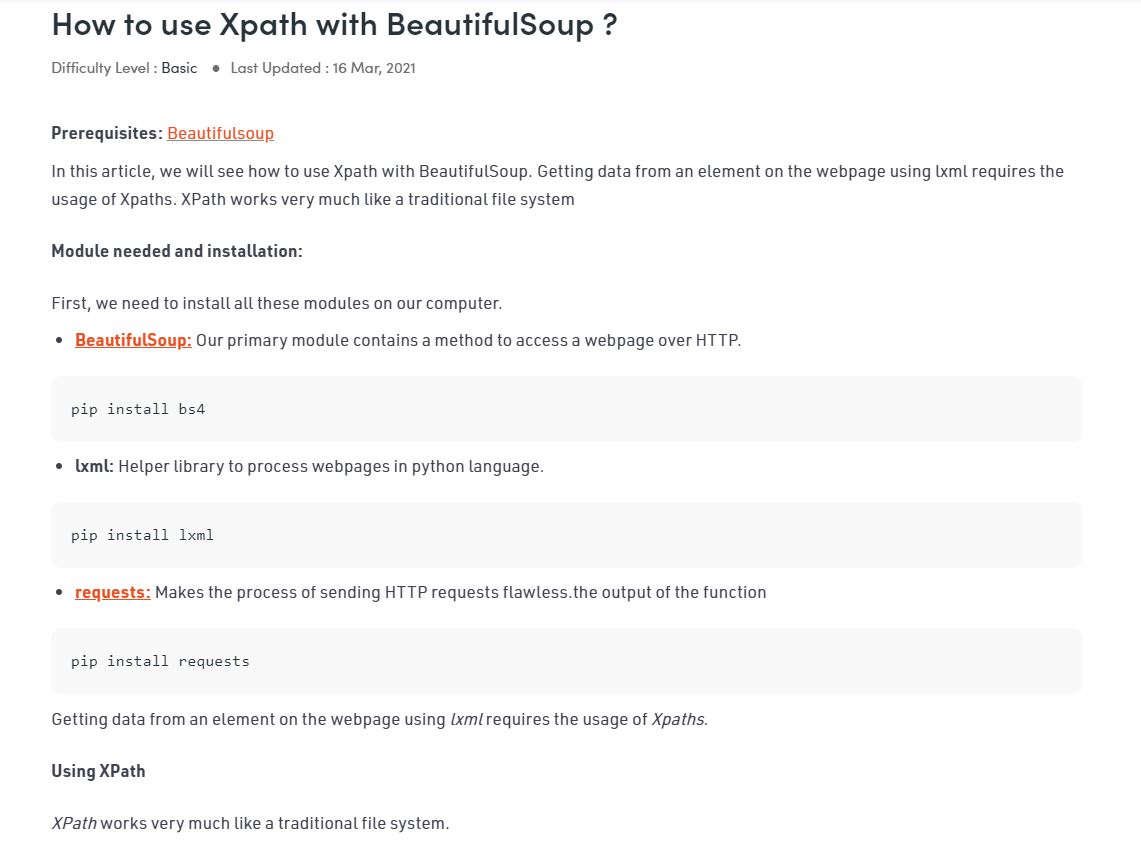 How to use Xpath with BeautifulSoup ?
Difficulty Level : Basic ● Last Updated : 16 Mar, 2021
Prerequisites: Beautifulsoup
In this article, we will see how to use Xpath with BeautifulSoup. Getting data from an element on the webpage using lxml requires the
usage of Xpaths. XPath works very much like a traditional file system
Module needed and installation:
First, we need to install all these modules on our computer.
• BeautifulSoup: Our primary module contains a method to access a webpage over HTTP.
pip install bs4
• lxml: Helper library to process webpages in python language.
pip install lxml
• requests: Makes the process of sending HTTP requests flawless.the output of the function
pip install requests
Getting data from an element on the webpage using lxml requires the usage of Xpaths.
Using XPath
XPath works very much like a traditional file system.